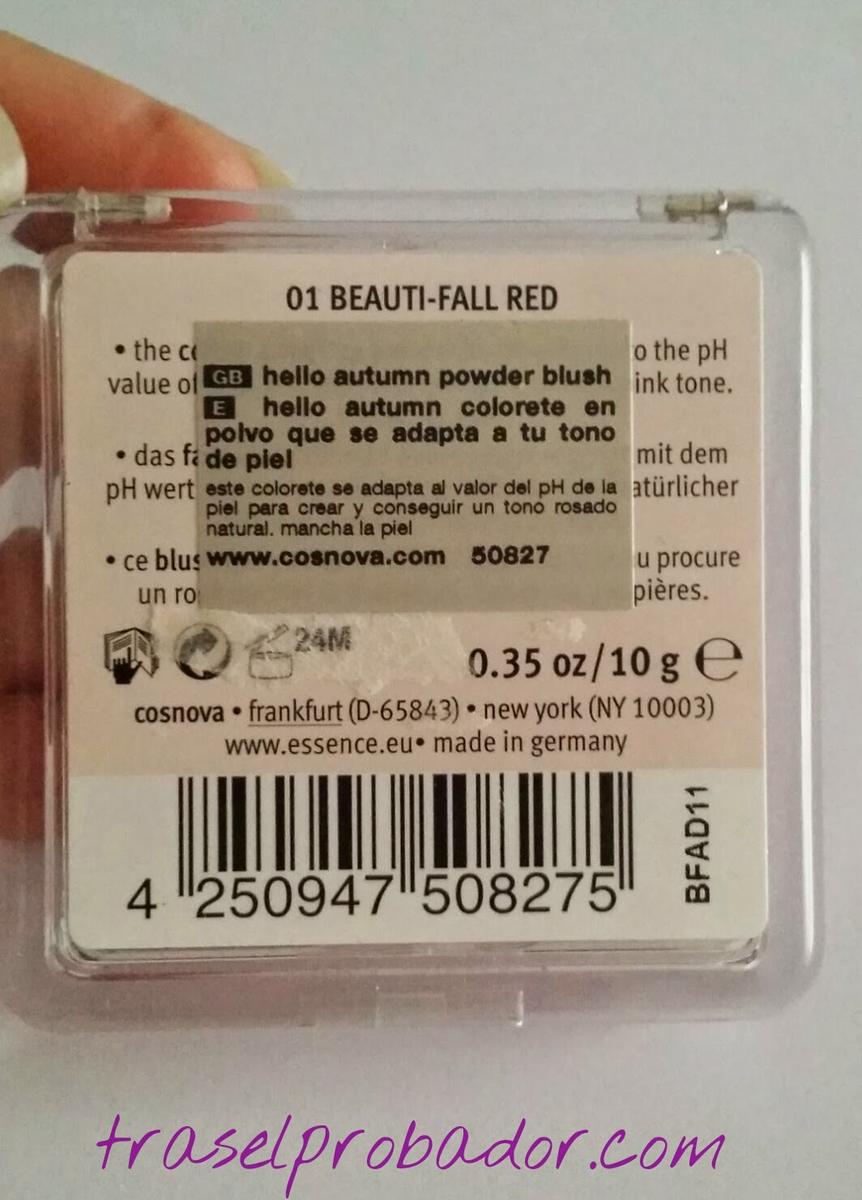 01 BEAUTI-FALL RED
• the o the pH
value of ink tone.
• das mit dem
pH wert atürlicher
• ce blus u procure
un ro pières.
GB hello autumn powder blush
E hello autumn colorete en
polvo que se adapta a tu tono
de piel
este colorete se adapta al valor del pH de la
piel para crear y conseguir un tono rosado
natural. mancha la piel
www.cosnova.com 50827
24M
0.35 oz/10 g e
cosnova • frankfurt (D-65843) • new york (NY 10003)
www.essence.eu• made in germany
4 250947 508275
BFAD11
traselprobador.com